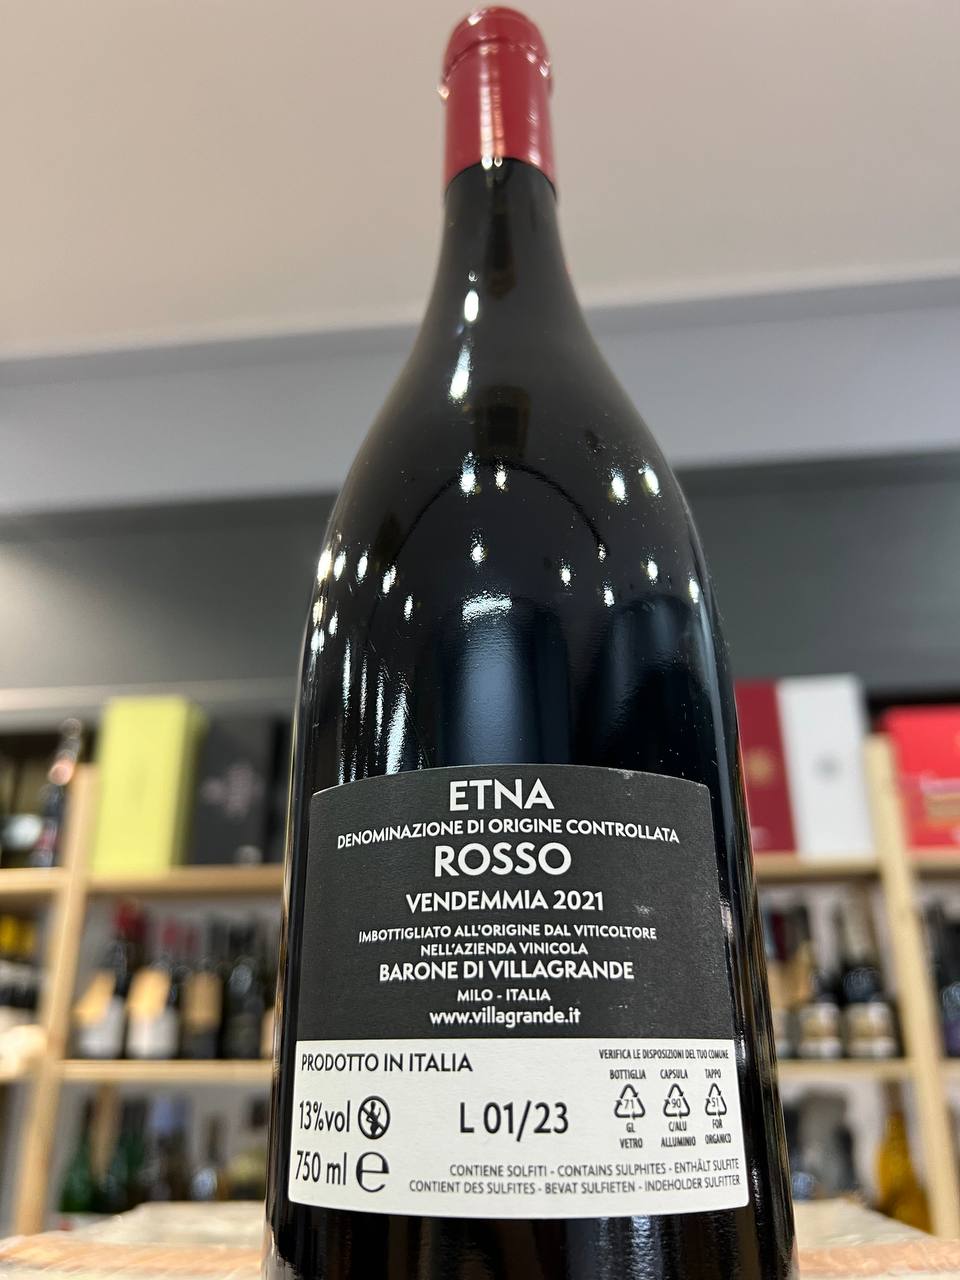 ETNA
DENOMINAZIONE DI ORIGINE CONTROLLATA
ROSSO
VENDEMMIA 2021
IMBOTTIGLIATO ALL'ORIGINE DAL VITICOLTORE
NELL'AZIENDA VINICOLA
BARONE DI VILLAGRANDE
MILO - ITALIA
www.villagrande.it
PRODOTTO IN ITALIA
13%vol
750 ml e
L 01/23
VERIFICA LE DISPOSIZIONI DEL TUO COMUNE
BOTTIGLIA CAPSULA TAPPO
71 90 51
GL C/ALU FOR
VETRO ALLUMINIO ORGANICO
CONTIENE SOLFITI - CONTAINS SULPHITES - ENTHÄLT SULFITE
CONTIENT DES SULFITES - BEVAT SULFIETEN - INDEHOLDER SULFITTER